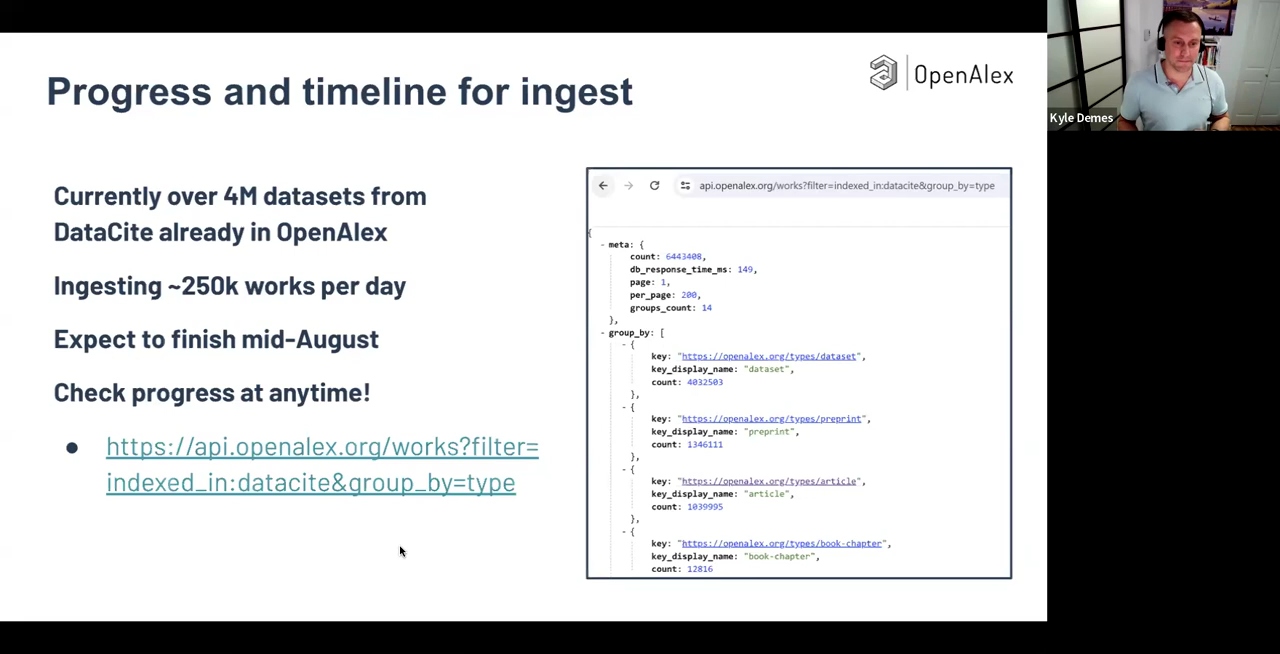 Progress and timeline for ingest
OpenAlex
Kyle Demes
Currently over 4M datasets from
DataCite already in OpenAlex
Ingesting ~250k works per day
Expect to finish mid-August
Check progress at anytime!
● https://api.openalex.org/works?filter=
indexed_in:datacite&group_by=type
api.openalex.org/works?filter=indexed_in:datacite&group_by=type
{
- meta: {
count: 6443408,
db_response_time_ms: 149,
page: 1,
per_page: 200,
groups_count: 14
},
- group_by: [
- {
key: "https://openalex.org/types/dataset",
key_display_name: "dataset",
count: 4032503
},
- {
key: "https://openalex.org/types/preprint",
key_display_name: "preprint",
count: 1346111
},
- {
key: "https://openalex.org/types/article",
key_display_name: "article",
count: 1039995
},
- {
key: "https://openalex.org/types/book-chapter",
key_display_name: "book-chapter",
count: 12816